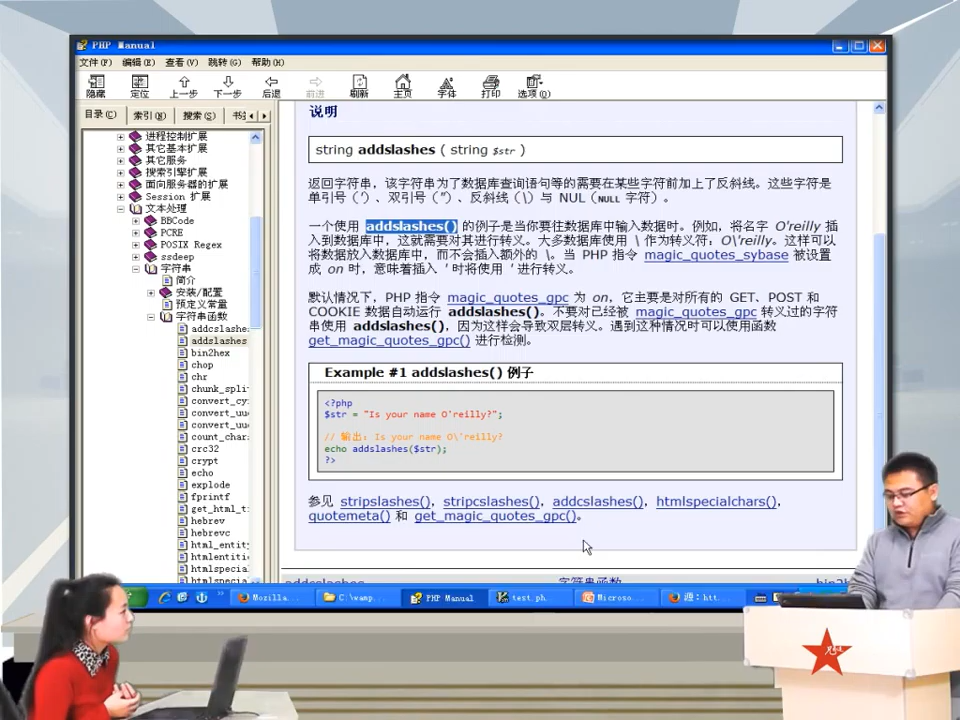 PHP Manual
文件(F) 编辑(E) 查看(V) 跳转(G) 帮助(H)
隐藏 定位 上一步 下一步 后退 前进 刷新 主页 字体 打印 选项(O)
目录(C) 索引(N) 搜索(S)
进程控制扩展
其它基本扩展
其它服务
搜索引擎扩展
面向服务器的扩展
Session 扩展
文本处理
BBCode
PCRE
POSIX Regex
ssdeep
字符串
简介
安装/配置
预定义常量
字符串函数
addcslashe
addslashes
bin2hex
chop
chr
chunk_spli
convert_cy
convert_uu
convert_uu
count_char
crc32
crypt
echo
explode
fprintf
get_html_t
hebrev
hebrevc
html_entit
htmlentiti
htmlspecia
htmlspecia
说明
string addslashes ( string $str )
返回字符串，该字符串为了数据库查询语句等的需要在某些字符前加上了反斜线。这些字符是
单引号（'）、双引号（"）、反斜线（\）与 NUL（NULL 字符）。
一个使用 addslashes() 的例子是当你要往数据库中输入数据时。例如，将名字 O'reilly 插
入到数据库中，这就需要对其进行转义。大多数据库使用 \ 作为转义符：O\'reilly。这样可以
将数据放入数据库中，而不会插入额外的 \。当 PHP 指令 magic_quotes_sybase 被设置
成 on 时，意味着插入 ' 时将使用 ' 进行转义。
默认情况下，PHP 指令 magic_quotes_gpc 为 on，它主要是对所有的 GET、POST 和
COOKIE 数据自动运行 addslashes()。不要对已经被 magic_quotes_gpc 转义过的字符
串使用 addslashes()，因为这样会导致双层转义。遇到这种情况时可以使用函数
get_magic_quotes_gpc() 进行检测。
Example #1 addslashes() 例子
<?php
$str = "Is your name O'reilly?";
// 输出：Is your name O\'reilly?
echo addslashes($str);
?>
参见 stripslashes(), stripcslashes(), addcslashes(), htmlspecialchars(),
quotemeta() 和 get_magic_quotes_gpc()。
addcslashes 字符串函数
Mozilla... C:\wamp... PHP Manual test.ph... Microso...